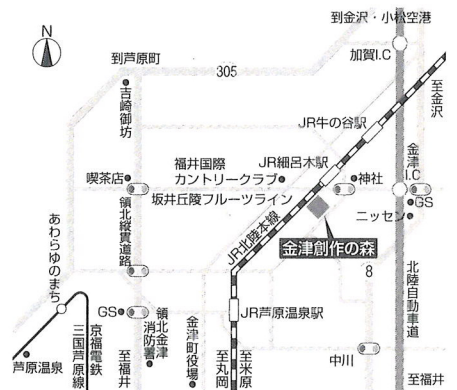 到金沢・小松空港
N
加賀I.C
到芦原町
305
至金沢
吉崎御坊
JR牛の谷駅
金津I.C
福井国際
カントリークラブ
JR細呂木駅
喫茶店
神社
坂井丘陵フルーツライン
GS
ニッセン
嶺北縦貫道路
JR北陸本線
あわらゆのまち
金津創作の森
8
北陸自動車道
GS
嶺北金津
消防署
JR芦原温泉駅
金津町役場
京福電鉄
三国芦原線
中川
芦原温泉
至福井
至福井
至丸岡
至米原
至福井